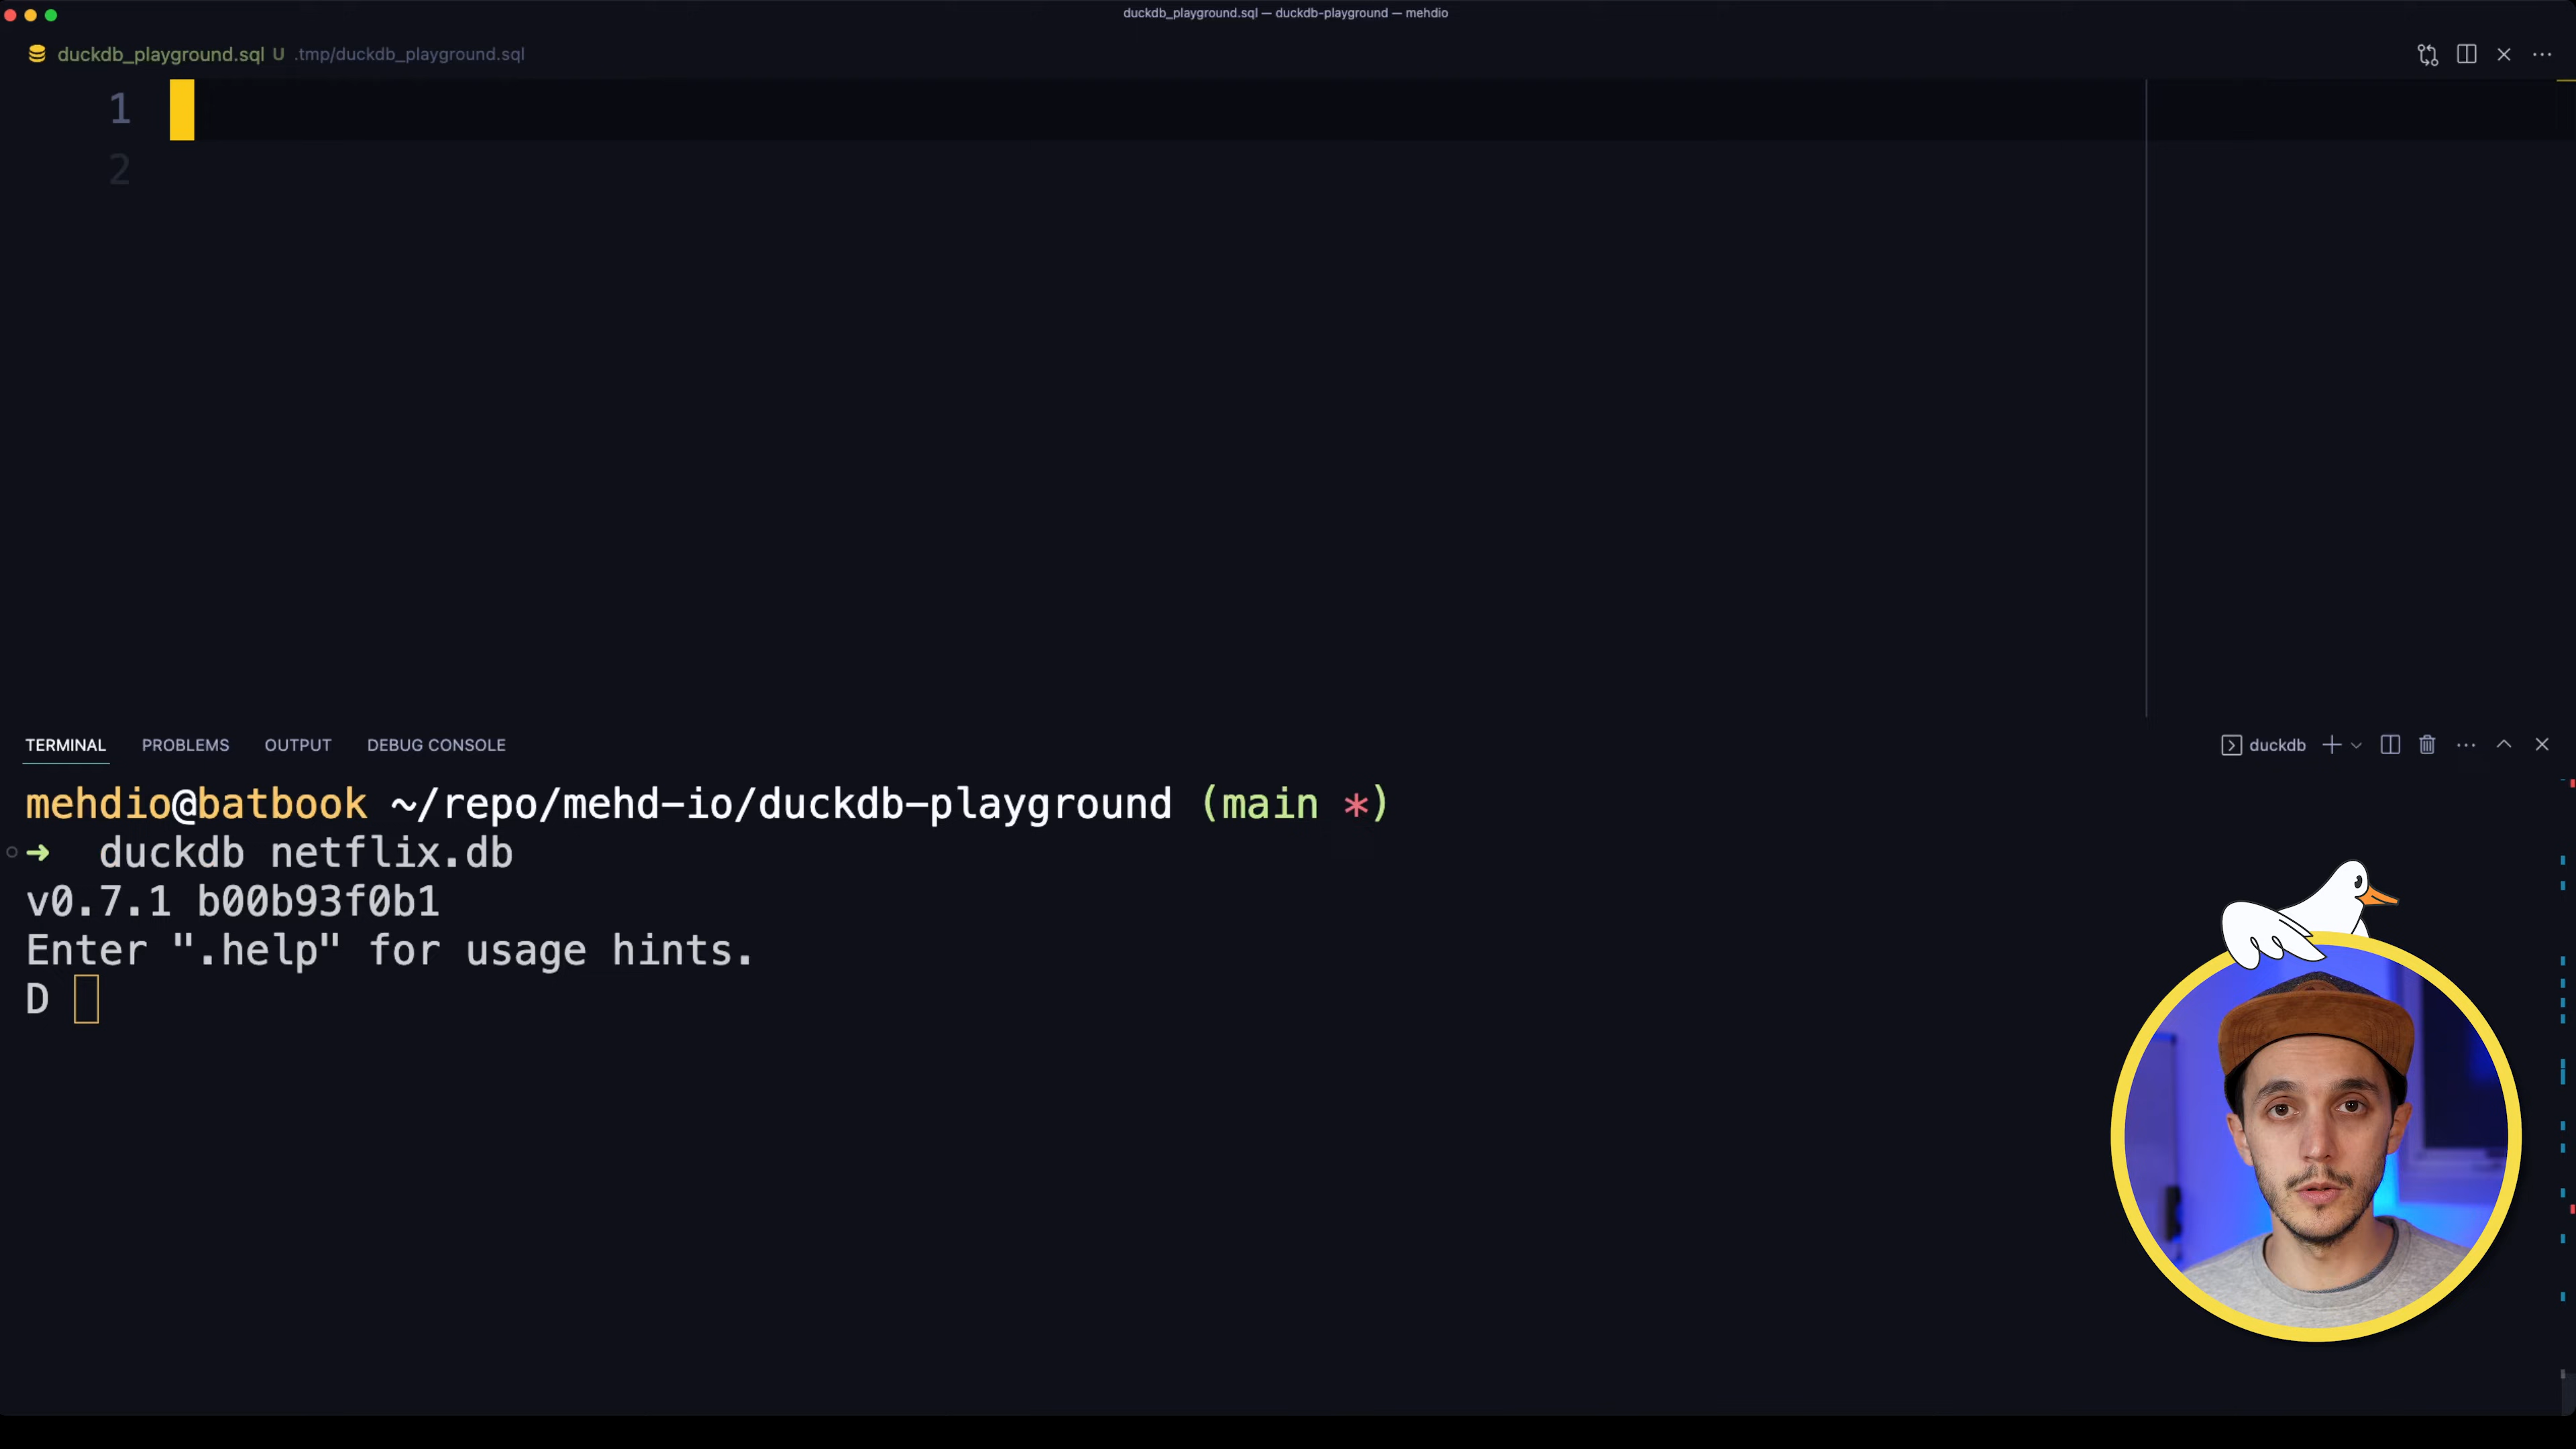 duckdb_playground.sql — duckdb-playground — mehdio
duckdb_playground.sql U .tmp/duckdb_playground.sql
1
2
TERMINAL PROBLEMS OUTPUT DEBUG CONSOLE duckdb
mehdio@batbook ~/repo/mehd-io/duckdb-playground (main *)
➜ duckdb netflix.db
v0.7.1 b00b93f0b1
Enter ".help" for usage hints.
D